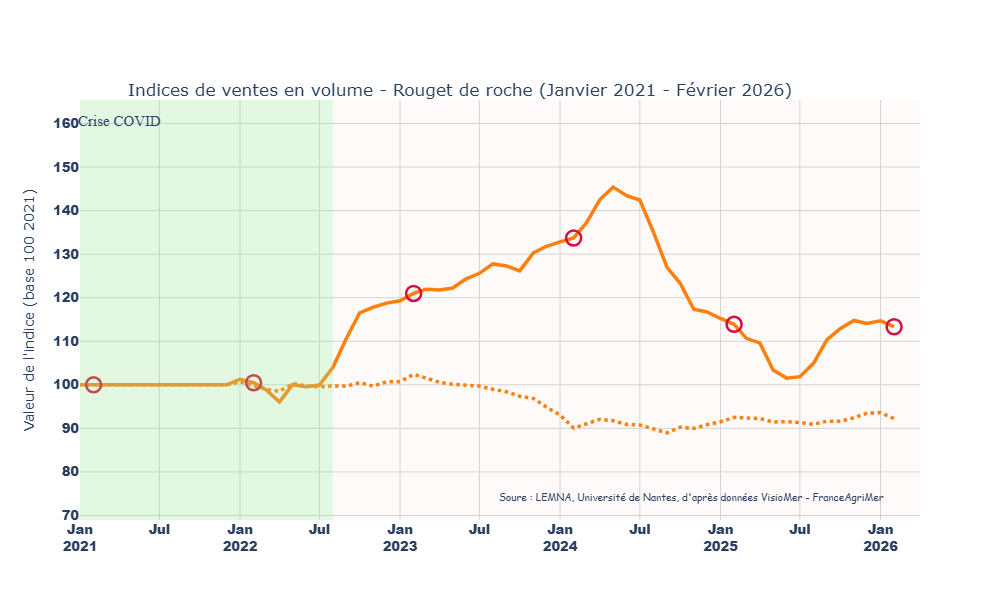 Indices de ventes en volume - Rouget de roche (Janvier 2021 - Février 2026)
Crise COVID
Valeur de l'indice (base 100 2021)
160
150
140
130
120
110
100
90
80
70
Soure : LEMNA, Université de Nantes, d'après données VisioMer - FranceAgriMer
Jan Jul Jan Jul Jan Jul Jan Jul Jan Jul Jan
2021 2022 2023 2024 2025 2026